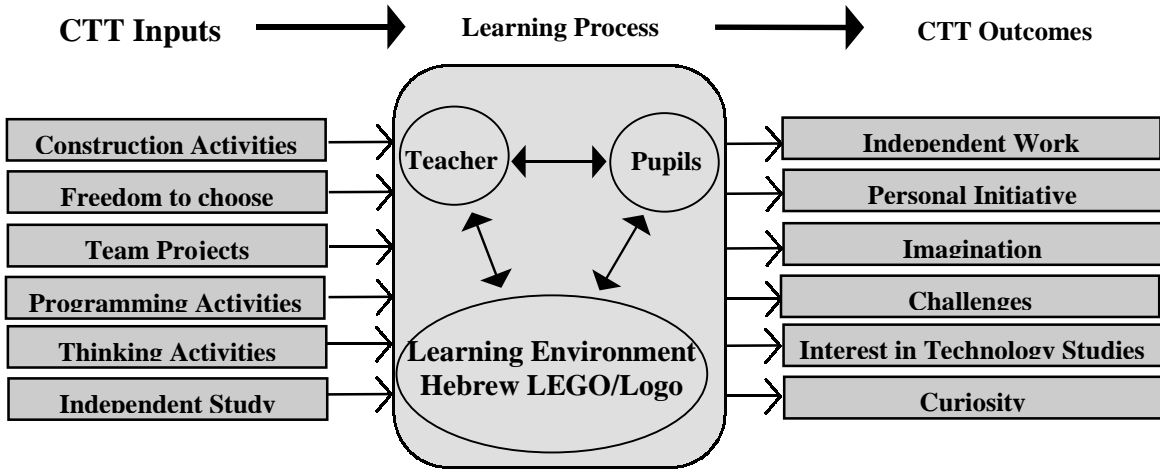 CTT Inputs
Learning Process
CTT Outcomes
Construction Activities
Freedom to choose
Team Projects
Programming Activities
Thinking Activities
Independent Study
Teacher
Pupils
Learning Environment
Hebrew LEGO/Logo
Independent Work
Personal Initiative
Imagination
Challenges
Interest in Technology Studies
Curiosity